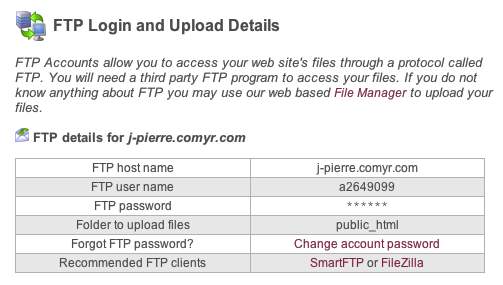 FTP Login and Upload Details
FTP Accounts allow you to access your web site's files through a protocol called
FTP. You will need a third party FTP program to access your files. If you do not
know anything about FTP you may use our web based File Manager to upload your
files.
FTP details for j-pierre.comyr.com
FTP host name j-pierre.comyr.com
FTP user name a2649099
FTP password ******
Folder to upload files public_html
Forgot FTP password? Change account password
Recommended FTP clients SmartFTP or FileZilla